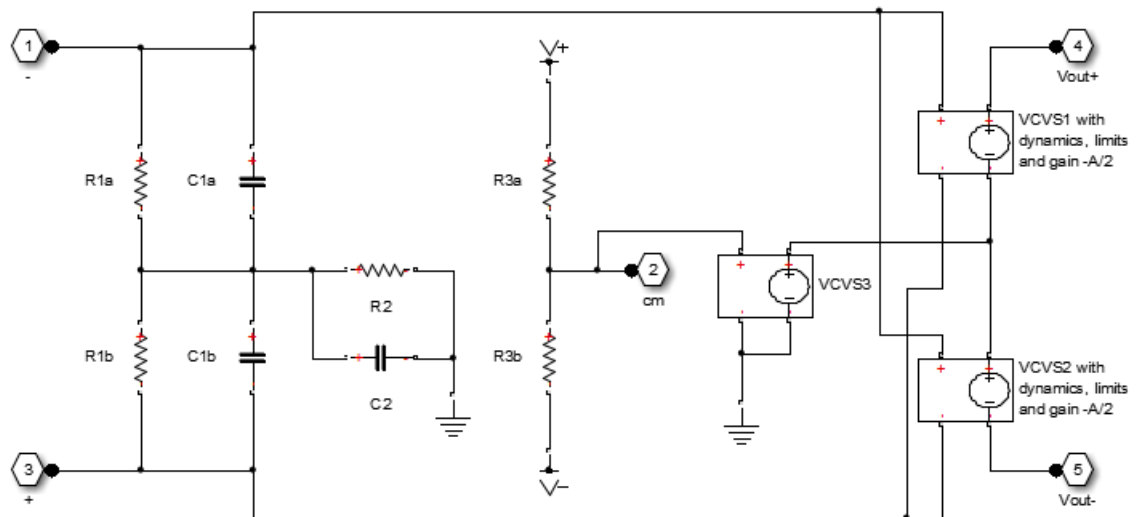 1
-
R1a
C1a
R1b
C1b
R2
C2
3
+
V+
R3a
R3b
V-
2
cm
VCVS3
4
Vout+
VCVS1 with
dynamics, limits
and gain -A/2
VCVS2 with
dynamics, limits
and gain -A/2
5
Vout-